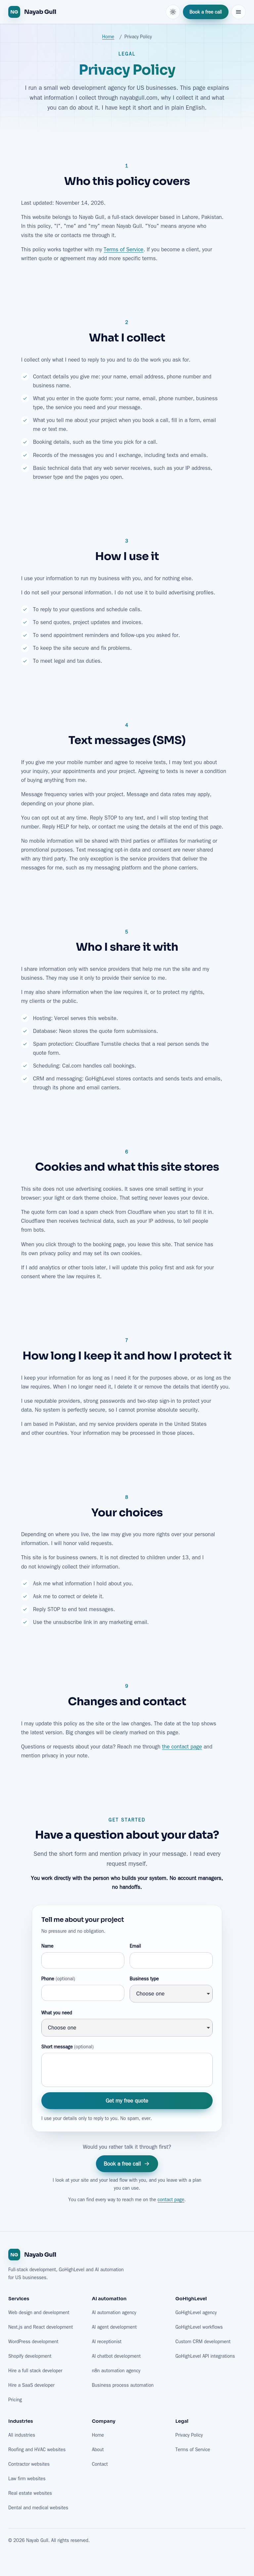 NG Nayab Gull
Book a free call
Home / Privacy Policy
LEGAL
Privacy Policy
I run a small web development agency for US businesses. This page explains
what information I collect through nayabgull.com, why I collect it and what
you can do about it. I have kept it short and in plain English.
1
Who this policy covers
Last updated: November 14, 2026.
This website belongs to Nayab Gull, a full-stack developer based in Lahore, Pakistan.
In this policy, "I", "me" and "my" mean Nayab Gull. "You" means anyone who
visits the site or contacts me through it.
This policy works together with my Terms of Service. If you become a client, your
written quote or agreement may add more specific terms.
2
What I collect
I collect only what I need to reply to you and to do the work you ask for.
Contact details you give me: your name, email address, phone number and
business name.
What you enter in the quote form: your name, email, phone number, business
type, the service you need and your message.
What you tell me about your project when you book a call, fill in a form, email
me or text me.
Booking details, such as the time you pick for a call.
Records of the messages you and I exchange, including texts and emails.
Basic technical data that any web server receives, such as your IP address,
browser type and the pages you open.
3
How I use it
I use your information to run my business with you, and for nothing else.
I do not sell your personal information. I do not use it to build advertising profiles.
To reply to your questions and schedule calls.
To send quotes, project updates and invoices.
To send appointment reminders and follow-ups you asked for.
To keep the site secure and fix problems.
To meet legal and tax duties.
4
Text messages (SMS)
If you give me your mobile number and agree to receive texts, I may text you about
your inquiry, your appointments and your project. Agreeing to texts is never a condition
of buying anything from me.
Message frequency varies with your project. Message and data rates may apply,
depending on your phone plan.
You can opt out at any time. Reply STOP to any text, and I will stop texting that
number. Reply HELP for help, or contact me using the details at the end of this page.
No mobile information will be shared with third parties or affiliates for marketing or
promotional purposes. Text messaging opt-in data and consent are never shared
with any third party. The only exception is the service providers that deliver the
messages for me, such as my messaging platform and the phone carriers.
5
Who I share it with
I share information only with service providers that help me run the site and my
business. They may use it only to provide their service to me.
I may also share information when the law requires it, or to protect my rights,
my clients or the public.
Hosting: Vercel serves this website.
Database: Neon stores the quote form submissions.
Spam protection: Cloudflare Turnstile checks that a real person sends the
quote form.
Scheduling: Cal.com handles call bookings.
CRM and messaging: GoHighLevel stores contacts and sends texts and emails,
through its phone and email carriers.
6
Cookies and what this site stores
This site does not use advertising cookies. It saves one small setting in your
browser: your light or dark theme choice. That setting never leaves your device.
The quote form can load a spam check from Cloudflare when you start to fill it in.
Cloudflare then receives technical data, such as your IP address, to tell people
from bots.
When you click through to the booking page, you leave this site. That service has
its own privacy policy and may set its own cookies.
If I add analytics or other tools later, I will update this policy first and ask for your
consent where the law requires it.
7
How long I keep it and how I protect it
I keep your information for as long as I need it for the purposes above, or as long as the
law requires. When I no longer need it, I delete it or remove the details that identify you.
I use reputable providers, strong passwords and two-step sign-in to protect your
data. No system is perfectly secure, so I cannot promise absolute security.
I am based in Pakistan, and my service providers operate in the United States
and other countries. Your information may be processed in those places.
8
Your choices
Depending on where you live, the law may give you more rights over your personal
information. I will honor valid requests.
This site is for business owners. It is not directed to children under 13, and I
do not knowingly collect their information.
Ask me what information I hold about you.
Ask me to correct or delete it.
Reply STOP to end text messages.
Use the unsubscribe link in any marketing email.
9
Changes and contact
I may update this policy as the site or the law changes. The date at the top shows
the latest version. Big changes will be clearly marked on this page.
Questions or requests about your data? Reach me through the contact page and
mention privacy in your note.
GET STARTED
Have a question about your data?
Send the short form and mention privacy in your message. I read every
request myself.
You work directly with the person who builds your system. No account managers,
no handoffs.
Tell me about your project
No pressure and no obligation.
Name Email
Phone (optional) Business type
Choose one
What you need
Choose one
Short message (optional)
Get my free quote
I use your details only to reply to you. No spam, ever.
Would you rather talk it through first?
Book a free call
I look at your site and your lead flow with you, and you leave with a plan
you can use.
You can find every way to reach me on the contact page.
NG Nayab Gull
Full-stack development, GoHighLevel and AI automation
for US businesses.
Services
Web design and development
Next.js and React development
WordPress development
Shopify development
Hire a full stack developer
Hire a SaaS developer
Pricing
AI automation
AI automation agency
AI agent development
AI receptionist
AI chatbot development
n8n automation agency
Business process automation
GoHighLevel
GoHighLevel agency
GoHighLevel workflows
Custom CRM development
GoHighLevel API integrations
Industries
All industries
Roofing and HVAC websites
Contractor websites
Law firm websites
Real estate websites
Dental and medical websites
Company
Home
About
Contact
Legal
Privacy Policy
Terms of Service
© 2026 Nayab Gull. All rights reserved.